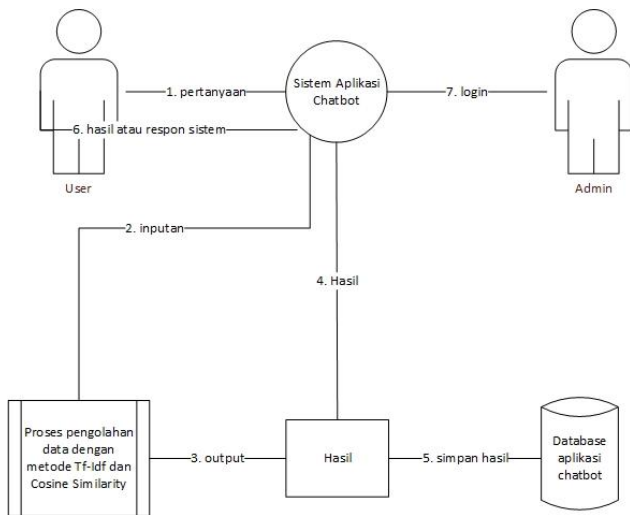 1. pertanyaan
Sistem Aplikasi
Chatbot
7. login
6. hasil atau respon sistem
User
Admin
2. inputan
4. Hasil
Proses pengolahan
data dengan
metode Tf-Idf dan
Cosine Similarity
3. output
Hasil
5. simpan hasil
Database
aplikasi
chatbot